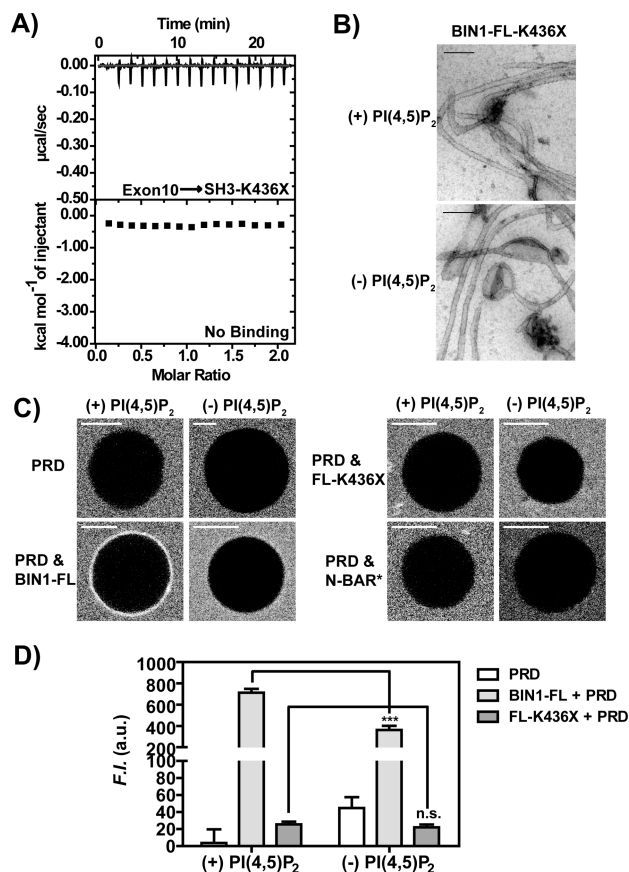 A)
Time (min)
0 10 20
0.00
-0.10
-0.20
-0.30
-0.40
-0.50
µcal/sec
Exon10→SH3-K436X
0.00
-1.00
-2.00
-3.00
-4.00
kcal mol⁻¹ of injectant
No Binding
0.0 0.5 1.0 1.5 2.0
Molar Ratio
B)
BIN1-FL-K436X
(+) PI(4,5)P₂
(-) PI(4,5)P₂
C)
(+) PI(4,5)P₂ (-) PI(4,5)P₂
PRD
PRD &
BIN1-FL
(+) PI(4,5)P₂ (-) PI(4,5)P₂
PRD &
FL-K436X
PRD &
N-BAR*
D)
1000
800
600
400
200
100
80
60
40
20
0
F.I. (a.u.)
***
n.s.
(+) PI(4,5)P₂ (-) PI(4,5)P₂
PRD
BIN1-FL + PRD
FL-K436X + PRD